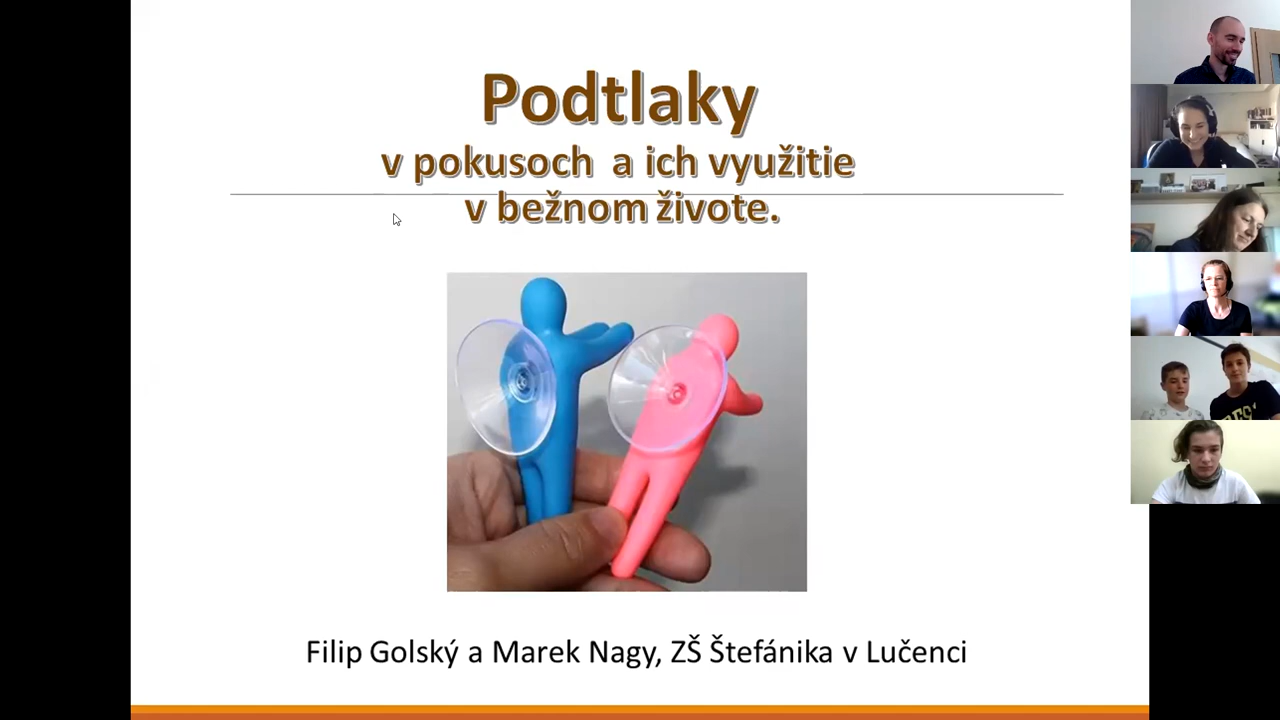 Podtlaky
v pokusoch a ich využitie
v bežnom živote.
Filip Golský a Marek Nagy, ZŠ Štefánika v Lučenci